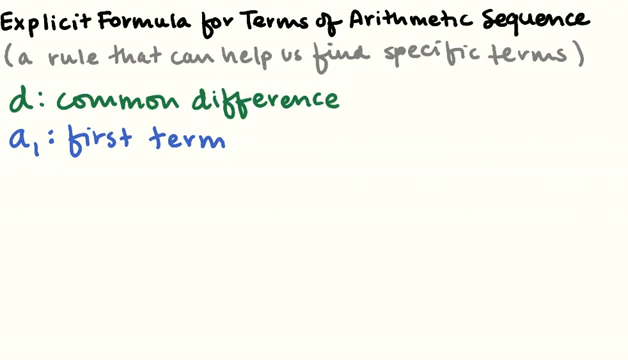 Explicit Formula for Terms of Arithmetic Sequence
(a rule that can help us find specific terms)
d: common difference
a₁: first term